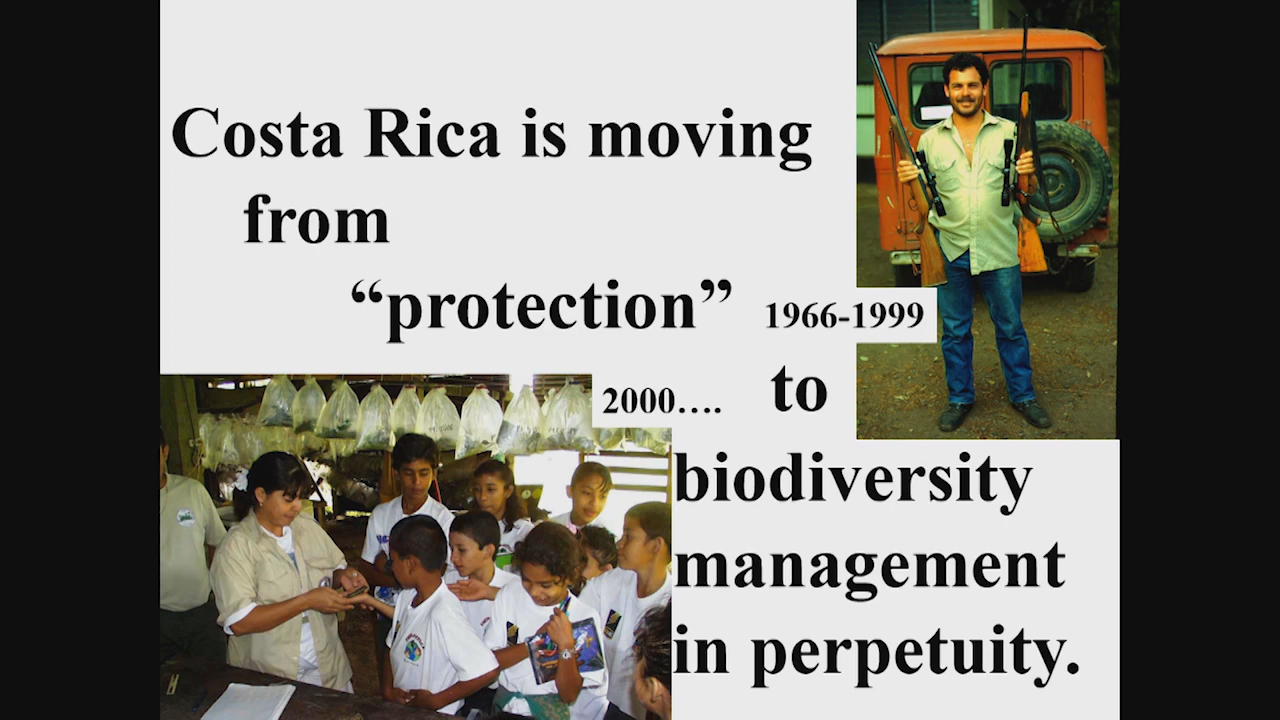 Costa Rica is moving
from
“protection” 1966-1999
2000…. to
biodiversity
management
in perpetuity.